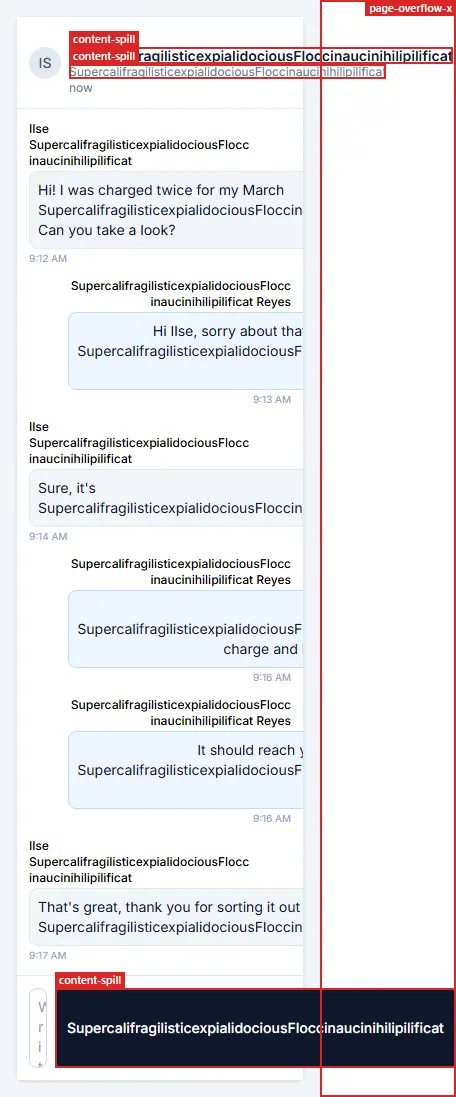 page-overflow-x
content-spill
content-spill
ragilisticexpialidociousFloccinaucinihilipilificat
IS
SupercalifragilisticexpialidociousFloccinaucinihilipilificat
now
Ilse
SupercalifragilisticexpialidociousFlocc
inaucinihilipilificat
Hi! I was charged twice for my March
SupercalifragilisticexpialidociousFloccin
Can you take a look?
9:12 AM
SupercalifragilisticexpialidociousFlocc
inaucinihilipilificat Reyes
Hi Ilse, sorry about tha
SupercalifragilisticexpialidociousF
9:13 AM
Ilse
SupercalifragilisticexpialidociousFlocc
inaucinihilipilificat
Sure, it's
SupercalifragilisticexpialidociousFloccin
9:14 AM
SupercalifragilisticexpialidociousFlocc
inaucinihilipilificat Reyes
SupercalifragilisticexpialidociousF
charge and
9:16 AM
SupercalifragilisticexpialidociousFlocc
inaucinihilipilificat Reyes
It should reach
SupercalifragilisticexpialidociousF
9:16 AM
Ilse
SupercalifragilisticexpialidociousFlocc
inaucinihilipilificat
That's great, thank you for sorting it out
SupercalifragilisticexpialidociousFloccin
9:17 AM
content-spill
W
r
i
SupercalifragilisticexpialidociousFloccinaucinihilipilificat